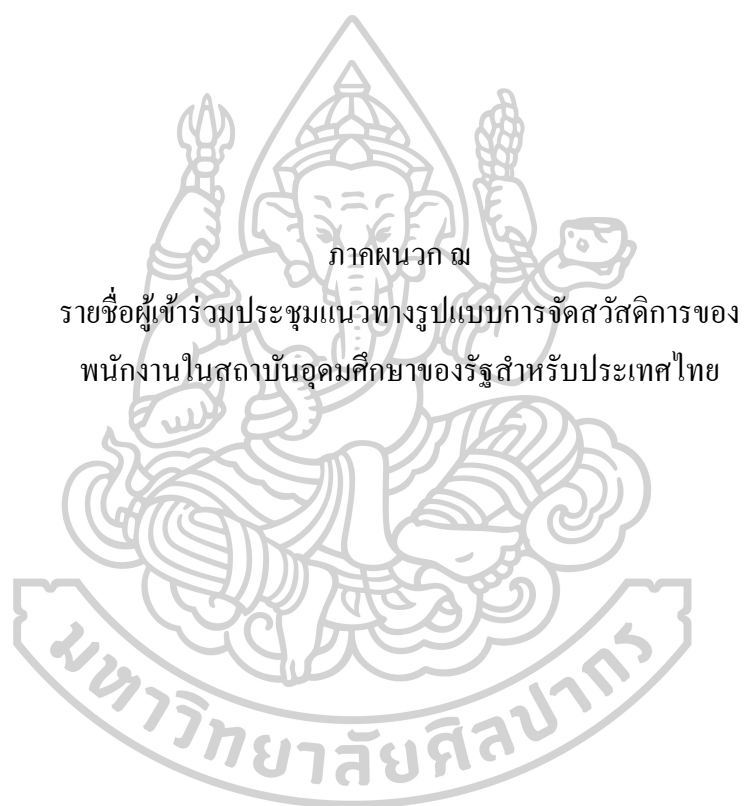 ภาคผนวก ฌ
รายชื่อผู้เข้าร่วมประชุมแนวทางรูปแบบการจัดสวัสดิการของ
พนักงานในสถาบันอุดมศึกษาของรัฐสำหรับประเทศไทย
มหาวิทยาลัยศิลปากร